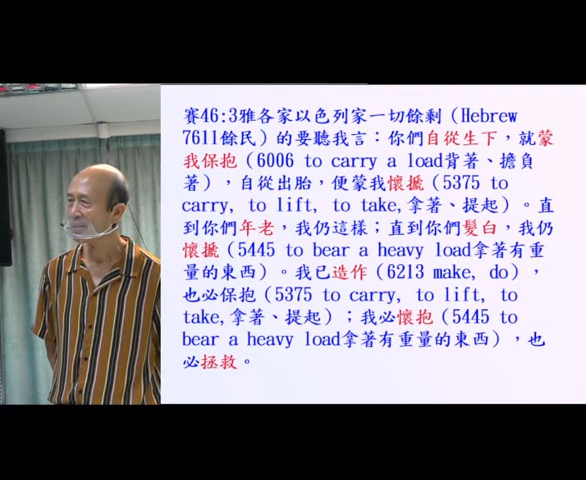 賽46:3雅各家以色列家一切餘剩（Hebrew
7611餘民）的要聽我言：你們自從生下，就蒙
我保抱（6006 to carry a load背著、擔負
著），自從出胎，便蒙我懷搋（5375 to
carry, to lift, to take,拿著、提起）。直
到你們年老，我仍這樣；直到你們髮白，我仍
懷搋（5445 to bear a heavy load拿著有重
量的東西）。我已造作（6213 make, do），
也必保抱（5375 to carry, to lift, to
take,拿著、提起）；我必懷抱（5445 to
bear a heavy load拿著有重量的東西），也
必拯救。